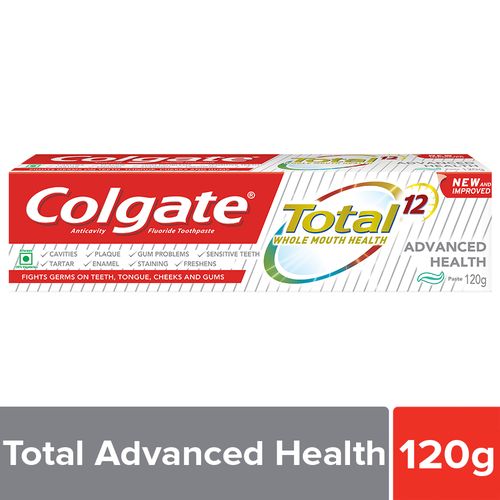 Colgate®
Anticavity Fluoride Toothpaste
✓ CAVITIES ✓ PLAQUE ✓ GUM PROBLEMS ✓ SENSITIVE TEETH
✓ TARTAR ✓ ENAMEL ✓ STAINING ✓ FRESHENS
FIGHTS GERMS ON TEETH, TONGUE, CHEEKS AND GUMS
Total 12
WHOLE MOUTH HEALTH
NEW AND IMPROVED
ADVANCED
HEALTH
Paste 120g
Total Advanced Health 120g